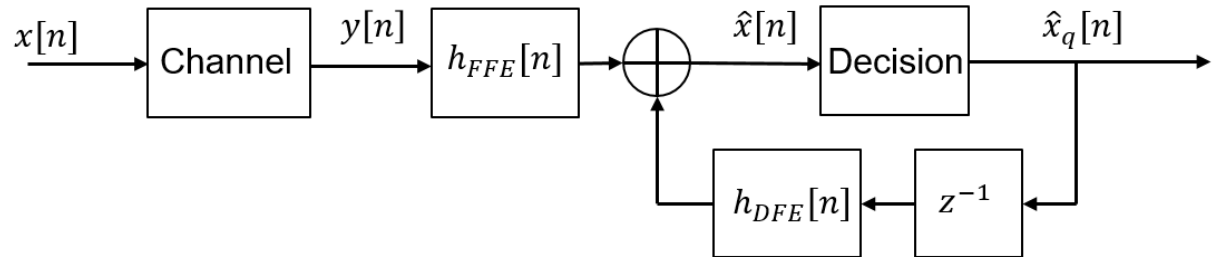 x[n]
Channel
y[n]
h_{FFE}[n]
x̂[n]
Decision
x̂_q[n]
h_{DFE}[n]
z^{-1}